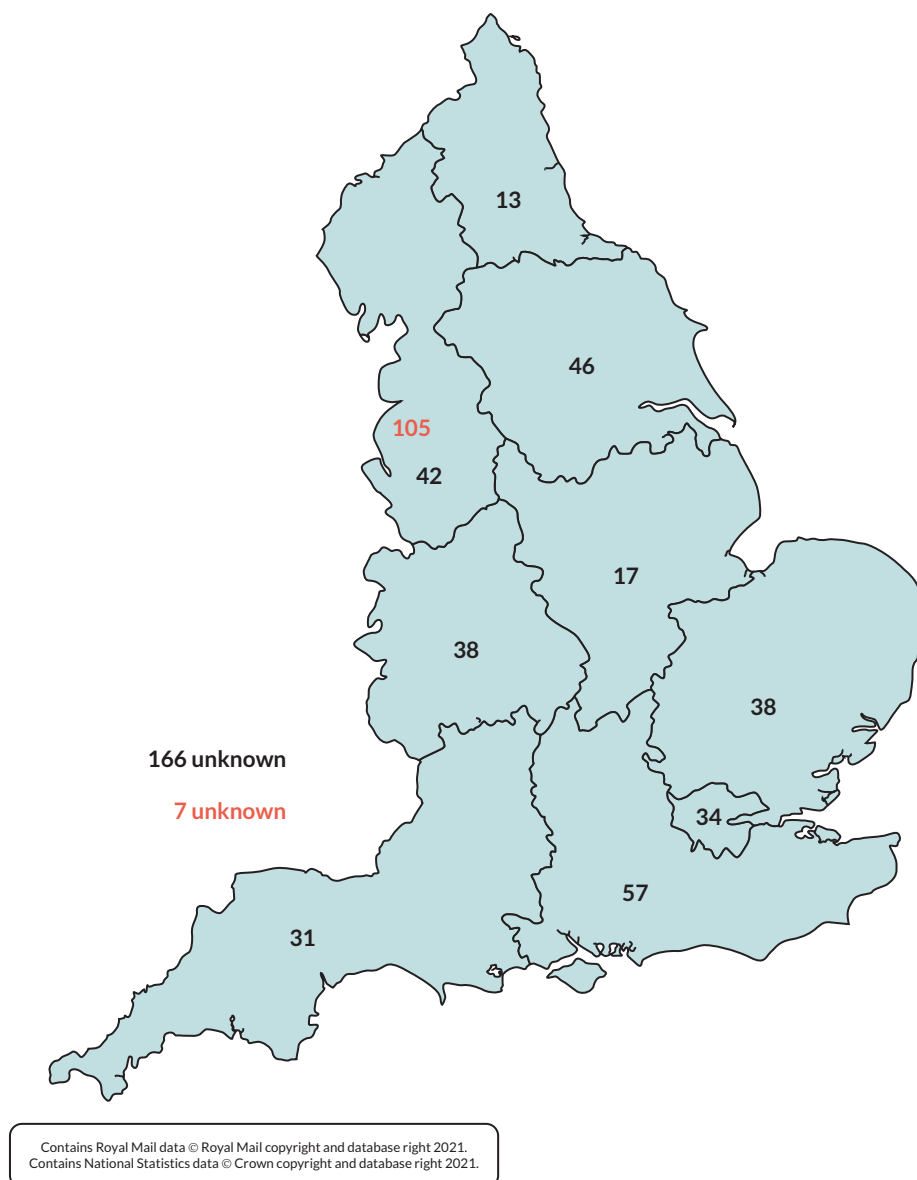 13
46
105
42
17
38
38
166 unknown
34
7 unknown
57
31
Contains Royal Mail data © Royal Mail copyright and database right 2021.
Contains National Statistics data © Crown copyright and database right 2021.